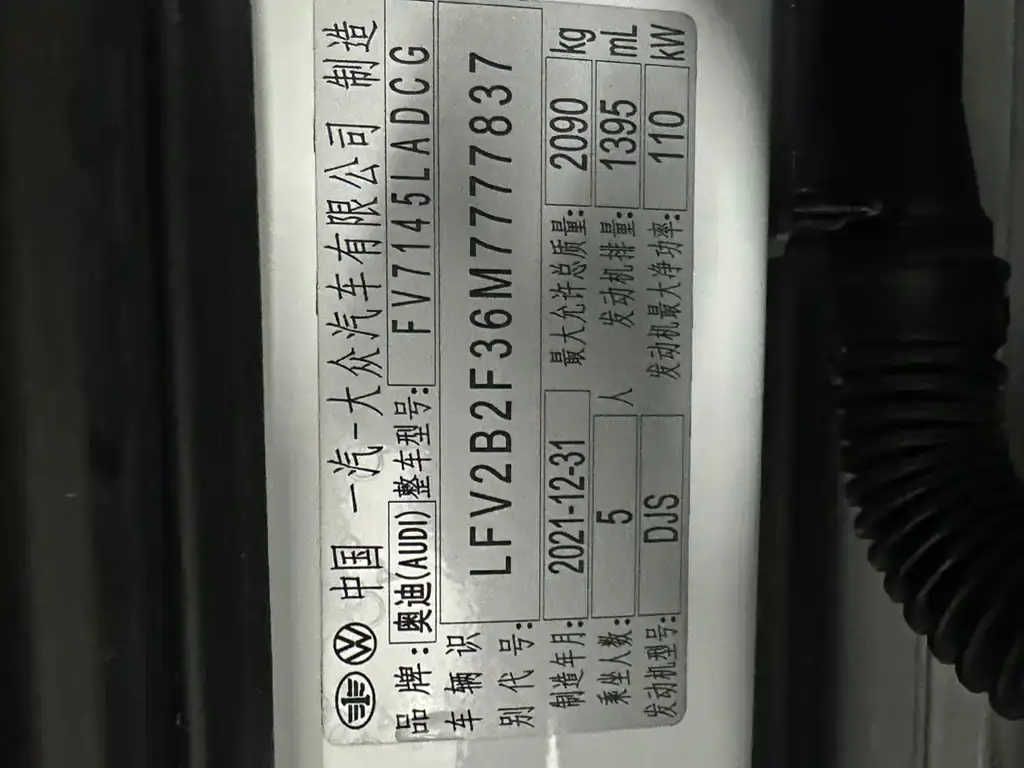 中国 一汽-大众汽车有限公司 制造
品牌:奥迪(AUDI) 整车型号: FV7145LADCG
车辆识别代号: LFV2B2F36M7777837
制造年月: 2021-12-31 最大允许总质量: 2090 kg
乘坐人数: 5 人 发动机排量: 1395 mL
发动机型号: DJS 发动机最大净功率: 110 kW